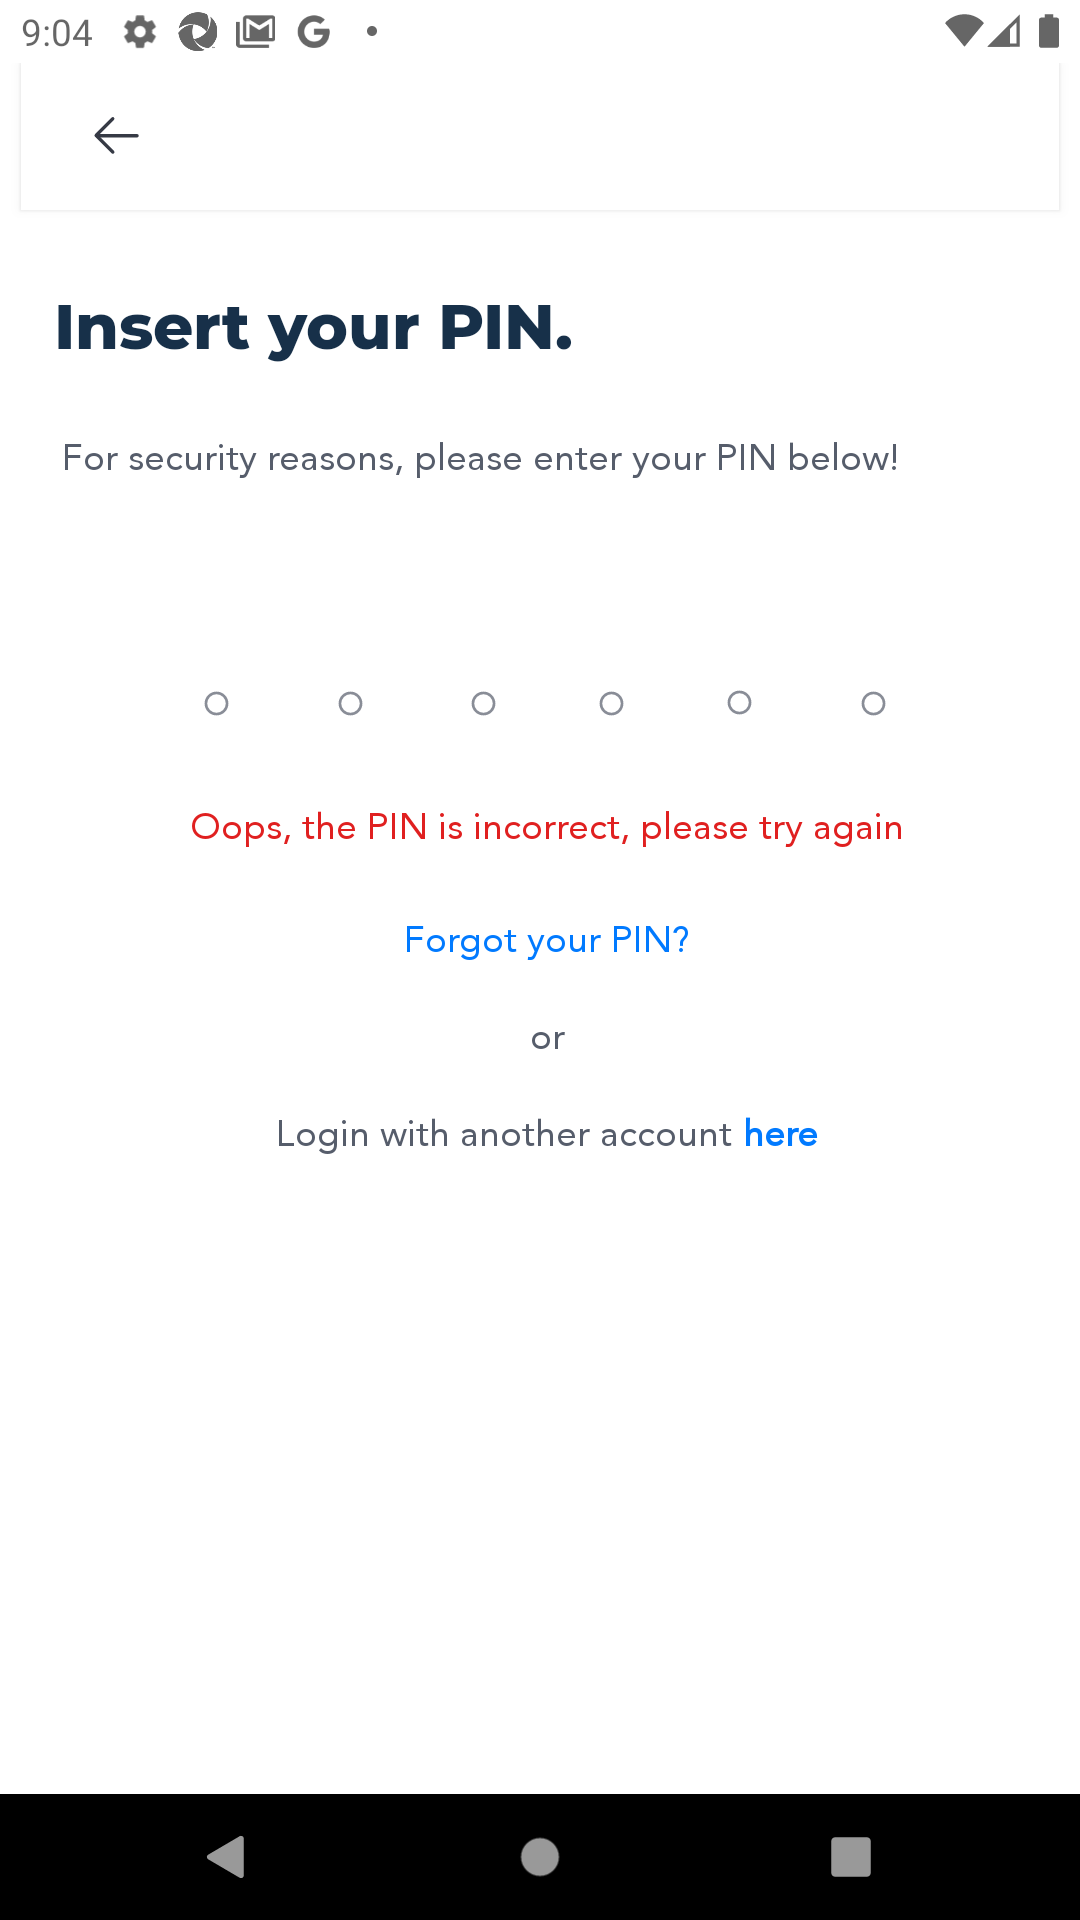 9:04
Insert your PIN.
For security reasons, please enter your PIN below!
Oops, the PIN is incorrect, please try again
Forgot your PIN?
or
Login with another account here